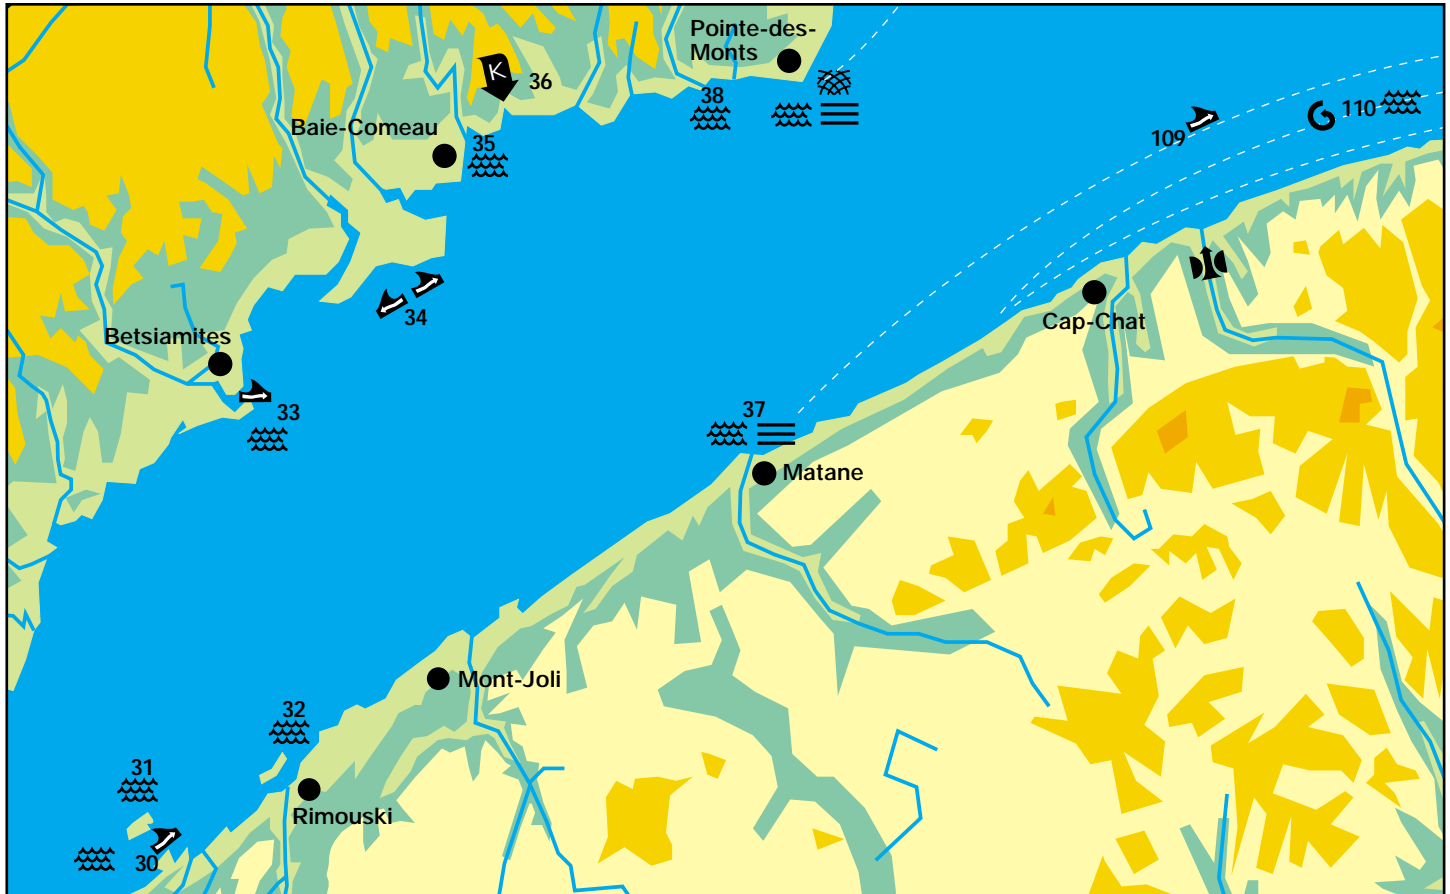 Pointe-des-
Monts
K
36
38
109
110
Baie-Comeau
35
34
Betsiamites
Cap-Chat
33
37
Matane
Mont-Joli
32
31
Rimouski
30